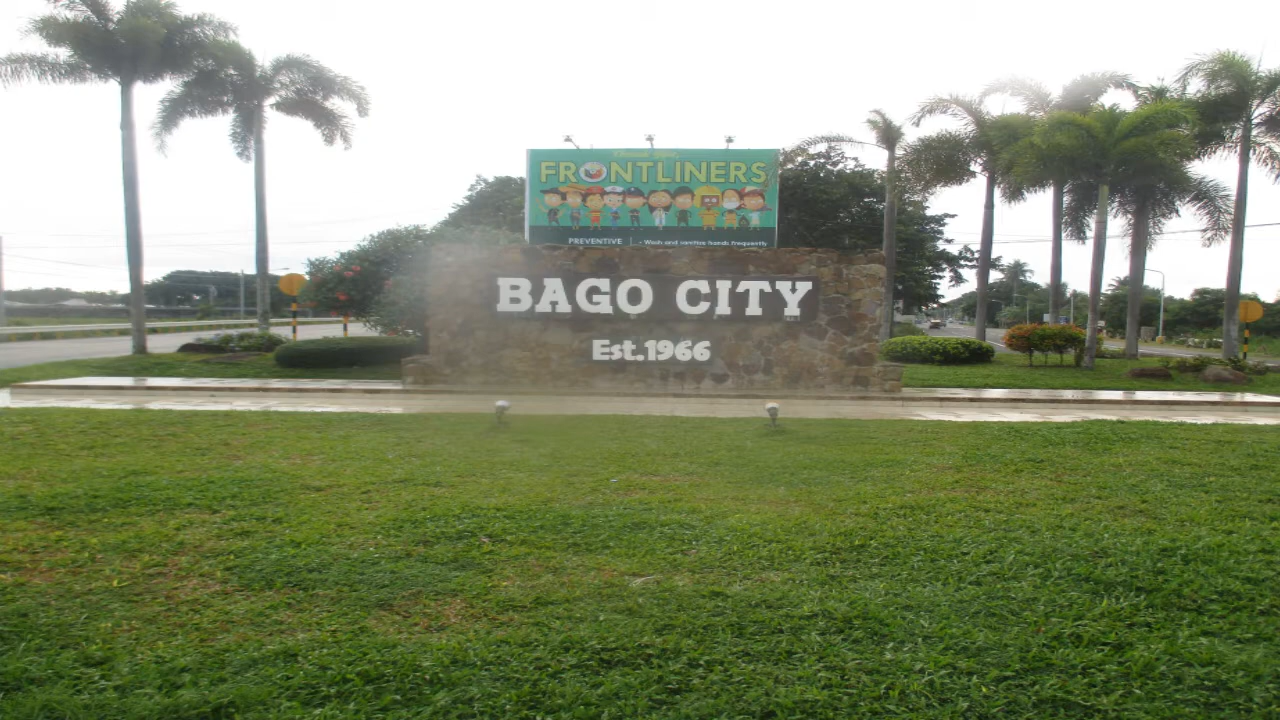 FRONTLINERS
PREVENTIVE
- Wash and sanitize hands frequently
BAGO CITY
Est.1966